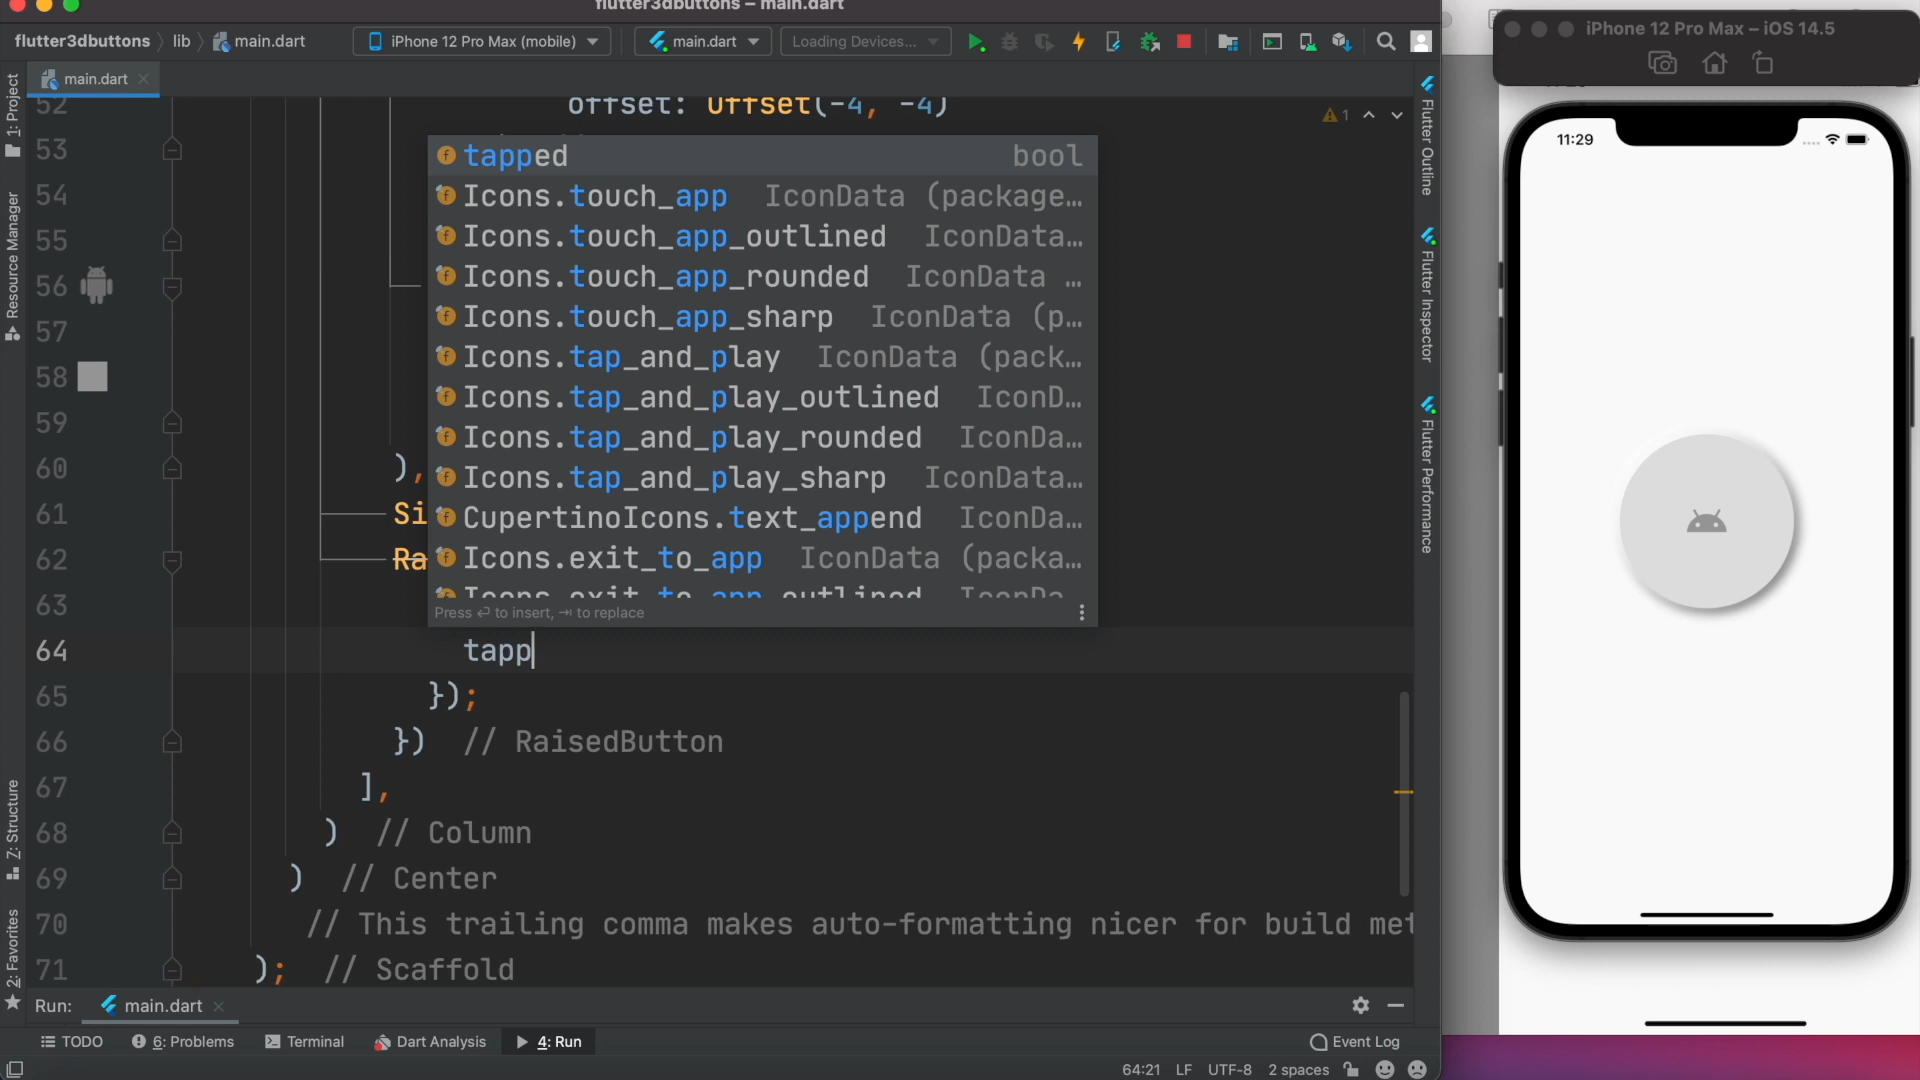 flutter3dbuttons – main.dart
flutter3dbuttons lib main.dart iPhone 12 Pro Max (mobile) main.dart Loading Devices...
main.dart
1: Project
Resource Manager
Z: Structure
2: Favorites
52 offset: Offset(-4, -4)
1
53
54
55
56
57
58
59
60 ),
61 Si
62 Ra
63
64 tapp
65 });
66 }) // RaisedButton
67 ],
68 ) // Column
69 ) // Center
70 // This trailing comma makes auto-formatting nicer for build met
71 ); // Scaffold
tapped bool
Icons.touch_app IconData (package…
Icons.touch_app_outlined IconData…
Icons.touch_app_rounded IconData …
Icons.touch_app_sharp IconData (p…
Icons.tap_and_play IconData (pack…
Icons.tap_and_play_outlined IconD…
Icons.tap_and_play_rounded IconDa…
Icons.tap_and_play_sharp IconData…
CupertinoIcons.text_append IconDa…
Icons.exit_to_app IconData (packa…
Icons.exit_to_app_outlined IconDa…
Press ⏎ to insert, ⇥ to replace
Flutter Outline
Flutter Inspector
Flutter Performance
Run: main.dart
TODO 6: Problems Terminal Dart Analysis 4: Run Event Log
64:21 LF UTF-8 2 spaces
iPhone 12 Pro Max – iOS 14.5
11:29